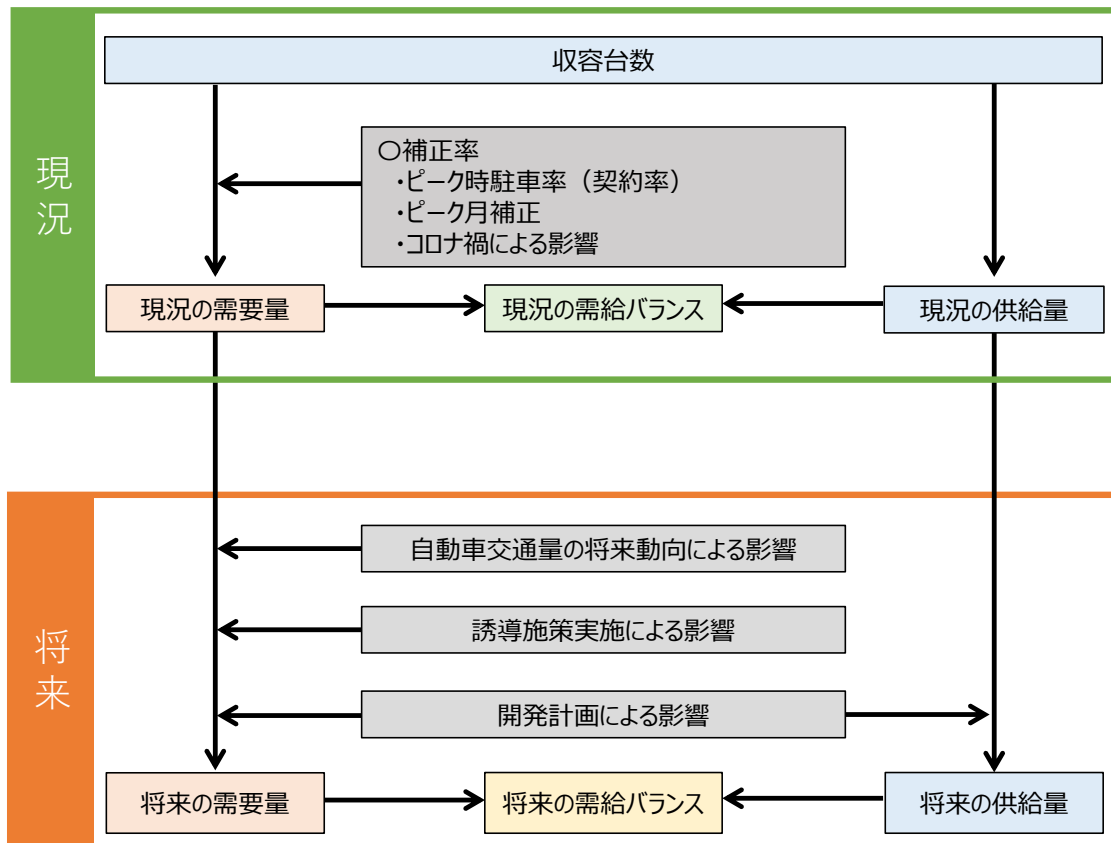 現況
収容台数
〇補正率
・ピーク時駐車率（契約率）
・ピーク月補正
・コロナ禍による影響
現況の需要量
現況の需給バランス
現況の供給量
将来
自動車交通量の将来動向による影響
誘導施策実施による影響
開発計画による影響
将来の需要量
将来の需給バランス
将来の供給量